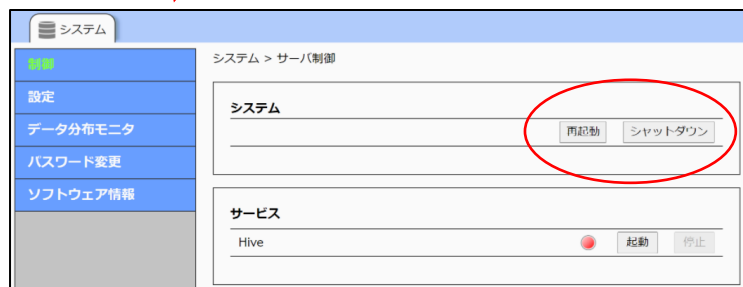 システム
制御
設定
データ分布モニタ
パスワード変更
ソフトウェア情報
システム > サーバ制御
システム
再起動 シャットダウン
サービス
Hive 起動 停止